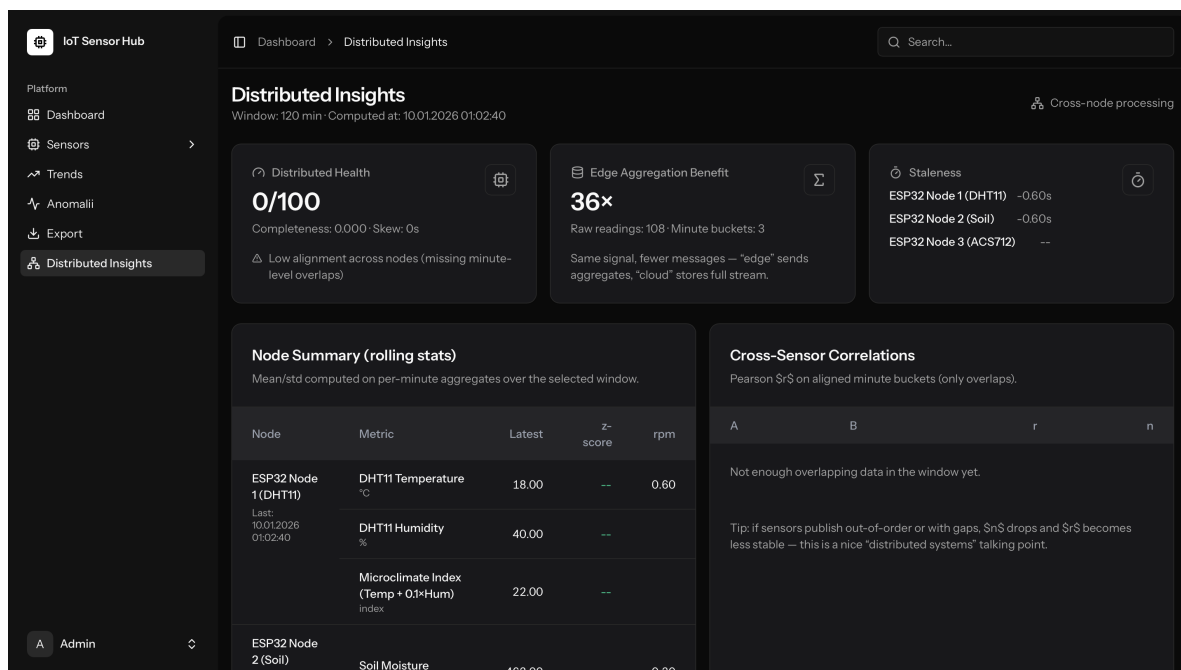 IoT Sensor Hub
Platform
Dashboard
Sensors
Trends
Anomalii
Export
Distributed Insights
A Admin
Dashboard > Distributed Insights
Search...
Distributed Insights
Window: 120 min · Computed at: 10.01.2026 01:02:40
Cross-node processing
Distributed Health
0/100
Completeness: 0.000 · Skew: 0s
Low alignment across nodes (missing minute-
level overlaps)
Edge Aggregation Benefit
Σ
36×
Raw readings: 108 · Minute buckets: 3
Same signal, fewer messages — “edge” sends
aggregates, “cloud” stores full stream.
Staleness
ESP32 Node 1 (DHT11) -0.60s
ESP32 Node 2 (Soil) -0.60s
ESP32 Node 3 (ACS712) --
Node Summary (rolling stats)
Mean/std computed on per-minute aggregates over the selected window.
Node Metric Latest z-
score rpm
ESP32 Node
1 (DHT11)
Last:
10.01.2026
01:02:40
DHT11 Temperature 18.00 -- 0.60
°C
DHT11 Humidity 40.00 --
%
Microclimate Index
(Temp + 0.1×Hum) 22.00 --
index
ESP32 Node
2 (Soil)
Soil Moisture
Cross-Sensor Correlations
Pearson $r$ on aligned minute buckets (only overlaps).
A B r n
Not enough overlapping data in the window yet.
Tip: if sensors publish out-of-order or with gaps, $n$ drops and $r$ becomes
less stable — this is a nice “distributed systems” talking point.